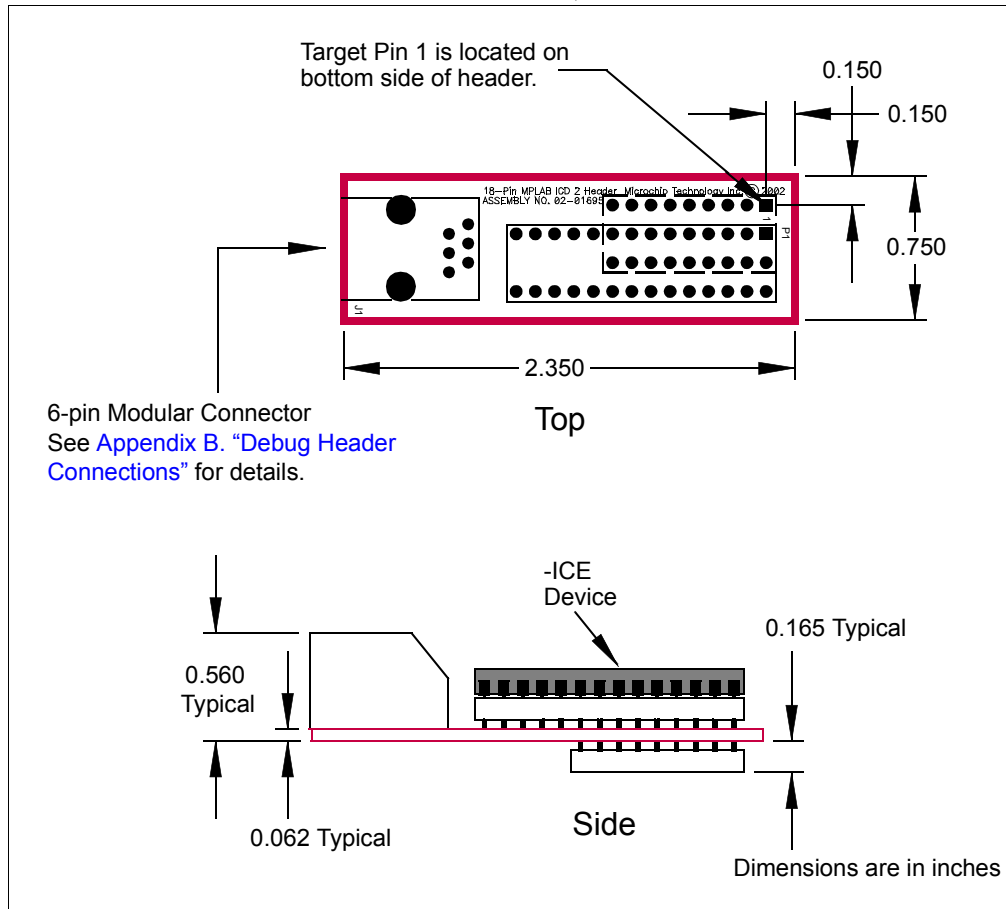 Target Pin 1 is located on
bottom side of header.
0.150
0.150
18-Pin MPLAB ICD 2 Header Microchip Technology Inc. © 2002
ASSEMBLY NO. 02-01695
1
P1
0.750
J1
2.350
6-pin Modular Connector
See Appendix B. “Debug Header
Connections” for details.
Top
-ICE
Device
0.165 Typical
0.560
Typical
0.062 Typical
Side
Dimensions are in inches